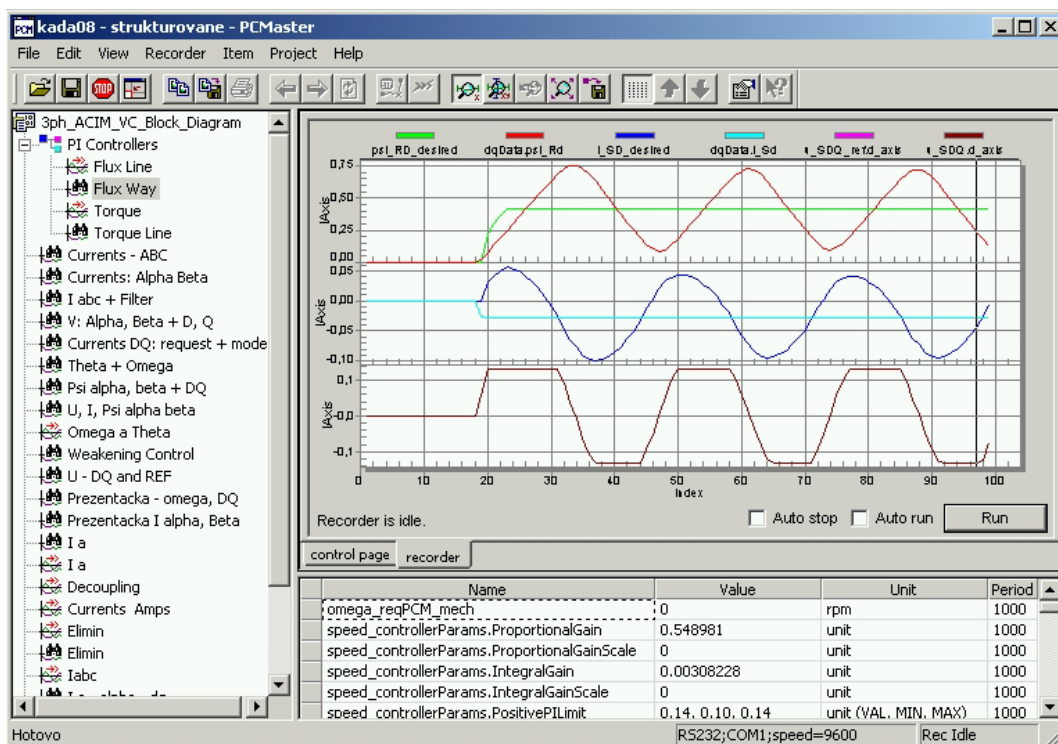 kada08 - strukturovane - PCMaster
File Edit View Recorder Item Project Help
3ph_ACIM_VC_Block_Diagram
PI Controllers
Flux Line
Flux Way
Torque
Torque Line
Currents - ABC
Currents: Alpha Beta
I abc + Filter
V: Alpha, Beta + D, Q
Currents DQ: request + mode
Theta + Omega
Psi alpha, beta + DQ
U, I, Psi alpha beta
Omega a Theta
Weakening Control
U - DQ and REF
Prezentacka - omega, DQ
Prezentacka I alpha, Beta
I a
I a
Decoupling
Currents Amps
Elimin
Elimin
Iabc
psi_RD_desired dqData.psi_Rd I_SD_desired dqData.I_Sd u_SDQ_ref.d_axis u_SDQ.d_axis
0,75
0,50
0,25
0,00
IAxis
0,05
0,00
-0,05
-0,10
IAxis
0,1
-0,0
-0,1
IAxis
0 10 20 30 40 50 60 70 80 90 100
Index
Recorder is idle. Auto stop Auto run Run
control page recorder
Name Value Unit Period
omega_reqPCM_mech 0 rpm 1000
speed_controllerParams.ProportionalGain 0.548981 unit 1000
speed_controllerParams.ProportionalGainScale 0 unit 1000
speed_controllerParams.IntegralGain 0.00308228 unit 1000
speed_controllerParams.IntegralGainScale 0 unit 1000
speed_controllerParams.PositivePILimit 0.14, 0.10, 0.14 unit (VAL, MIN, MAX) 1000
Hotovo RS232;COM1;speed=9600 Rec Idle